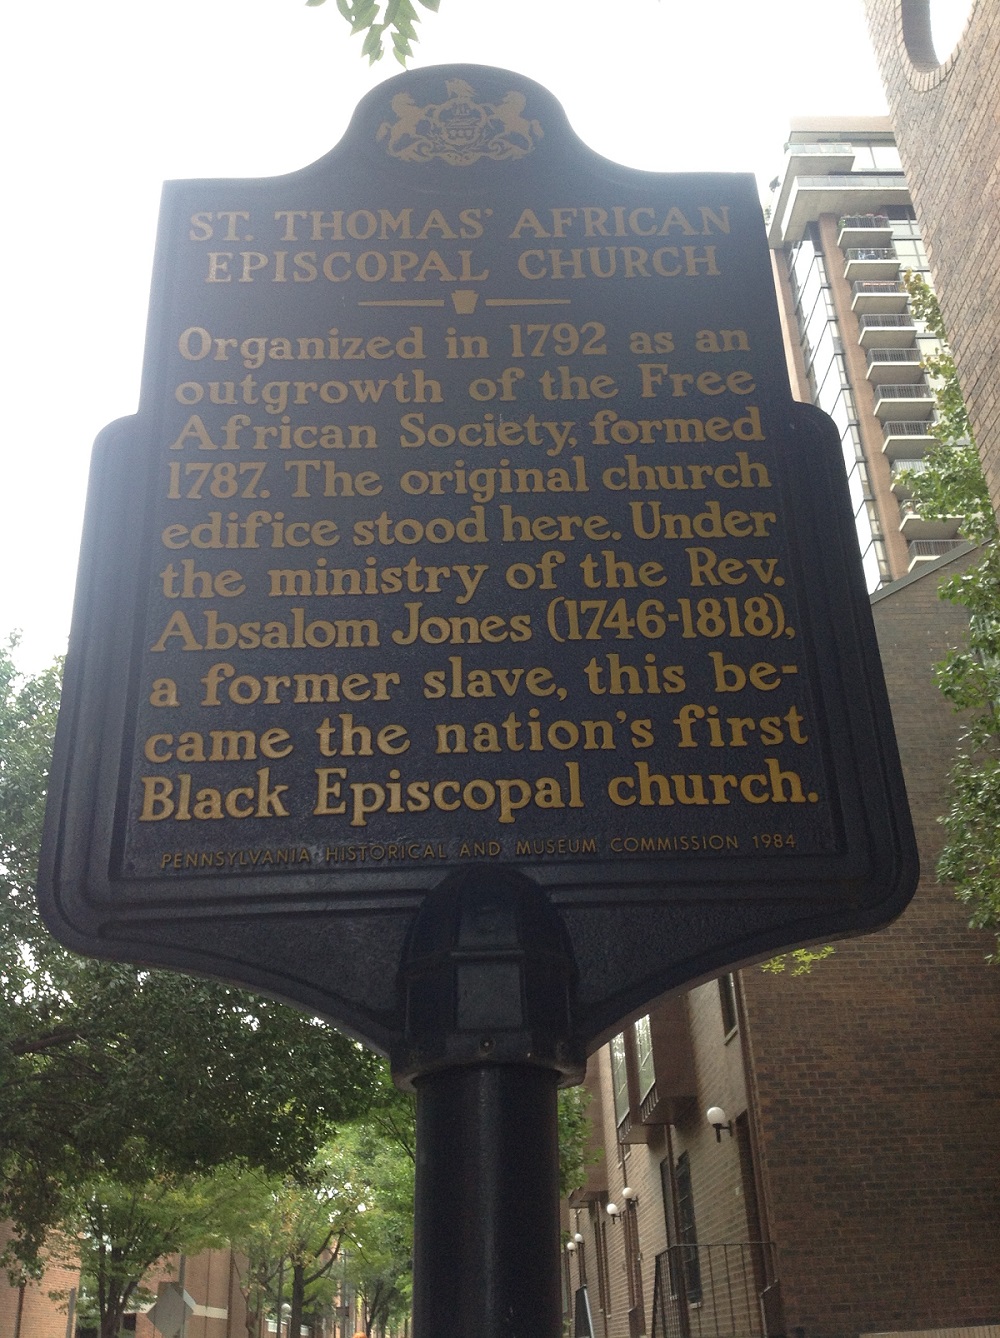 ST. THOMAS' AFRICAN
EPISCOPAL CHURCH
Organized in 1792 as an
outgrowth of the Free
African Society, formed
1787. The original church
edifice stood here. Under
the ministry of the Rev.
Absalom Jones (1746-1818),
a former slave, this be-
came the nation's first
Black Episcopal church.
PENNSYLVANIA HISTORICAL AND MUSEUM COMMISSION 1984